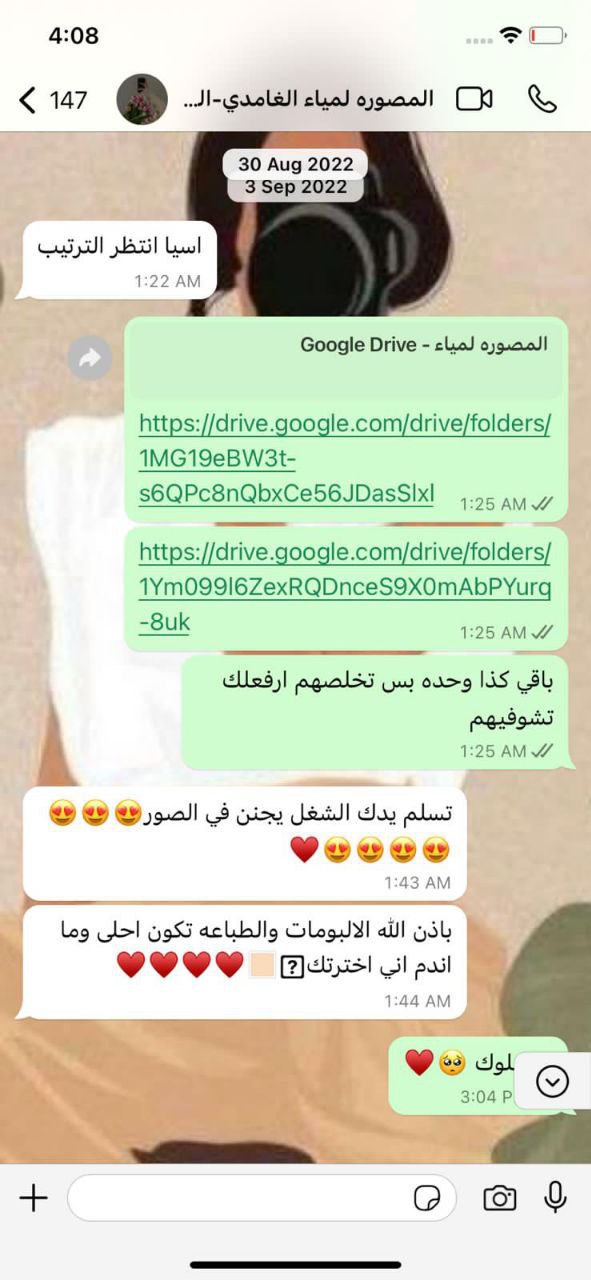 4:08
147
المصوره لمياء الغامدي-الـ...
30 Aug 2022
3 Sep 2022
اسيا انتظر الترتيب
1:22 AM
المصوره لمياء - Google Drive
https://drive.google.com/drive/folders/
1MG19eBW3t-
s6QPc8nQbxCe56JDasSlxl
1:25 AM
https://drive.google.com/drive/folders/
1Ym099l6ZexRQDnceS9X0mAbPYurq
-8uk
1:25 AM
باقي كذا وحده بس تخلصهم ارفعلك
تشوفيهم
1:25 AM
تسلم يدك الشغل يجنن في الصور😍😍😍
😍😍😍😍♥️
1:43 AM
باذن الله الالبومات والطباعه تكون احلى وما
اندم اني اخترتك⍰🏻♥️♥️♥️♥️
1:44 AM
لوك 🥺♥️
3:04 P